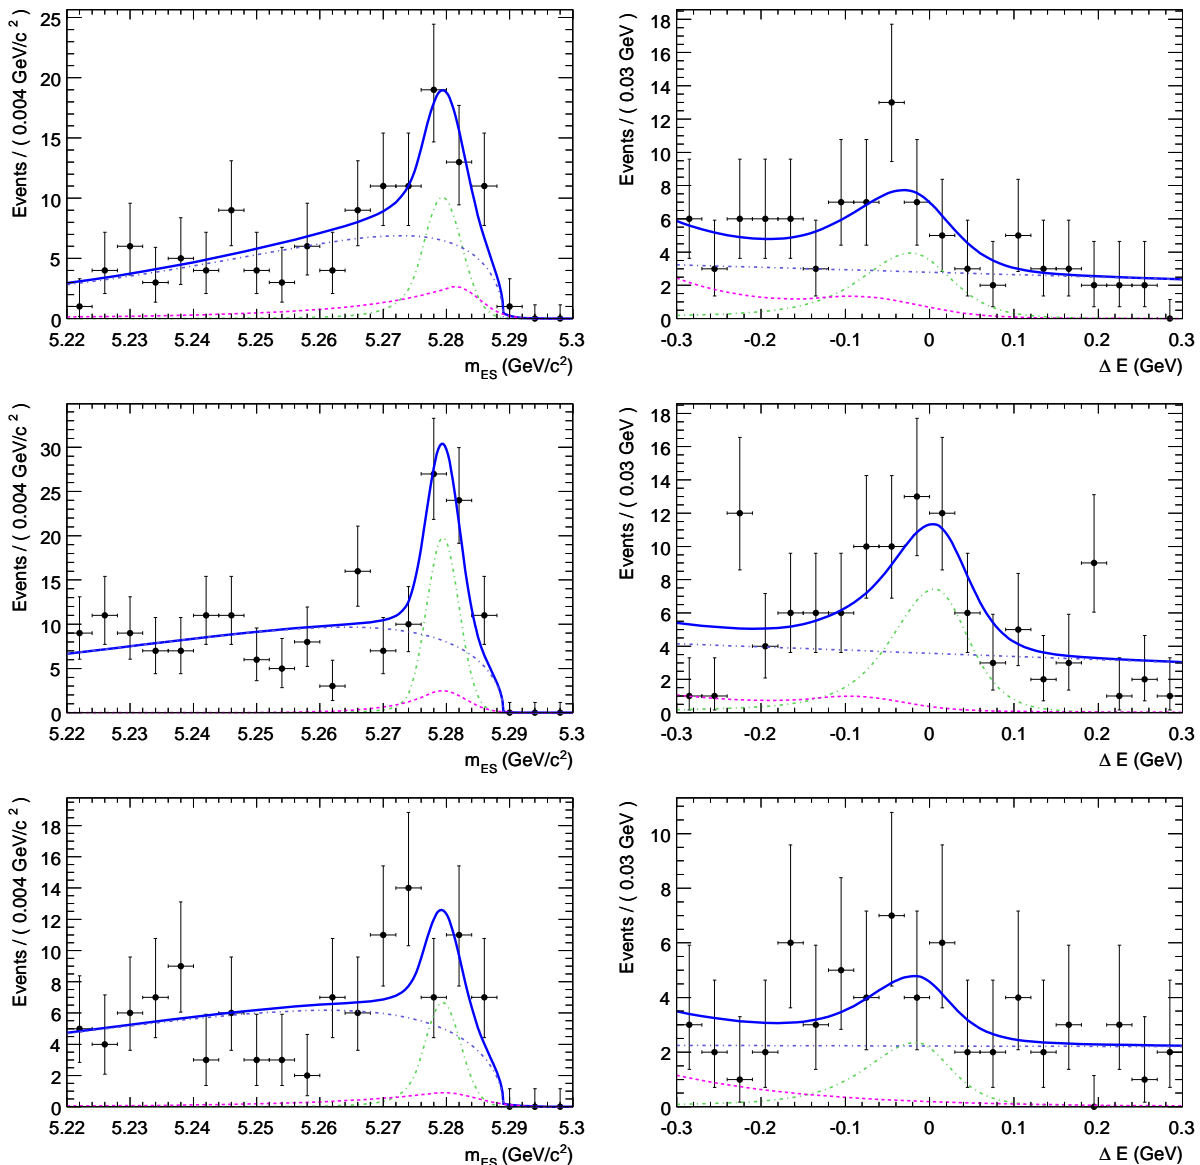 Events / ( 0.004 GeV/c² )
25
20
15
10
5
0
5.22 5.23 5.24 5.25 5.26 5.27 5.28 5.29 5.3
m_ES (GeV/c²)
Events / ( 0.03 GeV )
18
16
14
12
10
8
6
4
2
0
-0.3 -0.2 -0.1 0 0.1 0.2 0.3
Δ E (GeV)
Events / ( 0.004 GeV/c² )
30
25
20
15
10
5
0
5.22 5.23 5.24 5.25 5.26 5.27 5.28 5.29 5.3
m_ES (GeV/c²)
Events / ( 0.03 GeV )
18
16
14
12
10
8
6
4
2
0
-0.3 -0.2 -0.1 0 0.1 0.2 0.3
Δ E (GeV)
Events / ( 0.004 GeV/c² )
18
16
14
12
10
8
6
4
2
0
5.22 5.23 5.24 5.25 5.26 5.27 5.28 5.29 5.3
m_ES (GeV/c²)
Events / ( 0.03 GeV )
10
8
6
4
2
0
-0.3 -0.2 -0.1 0 0.1 0.2 0.3
Δ E (GeV)